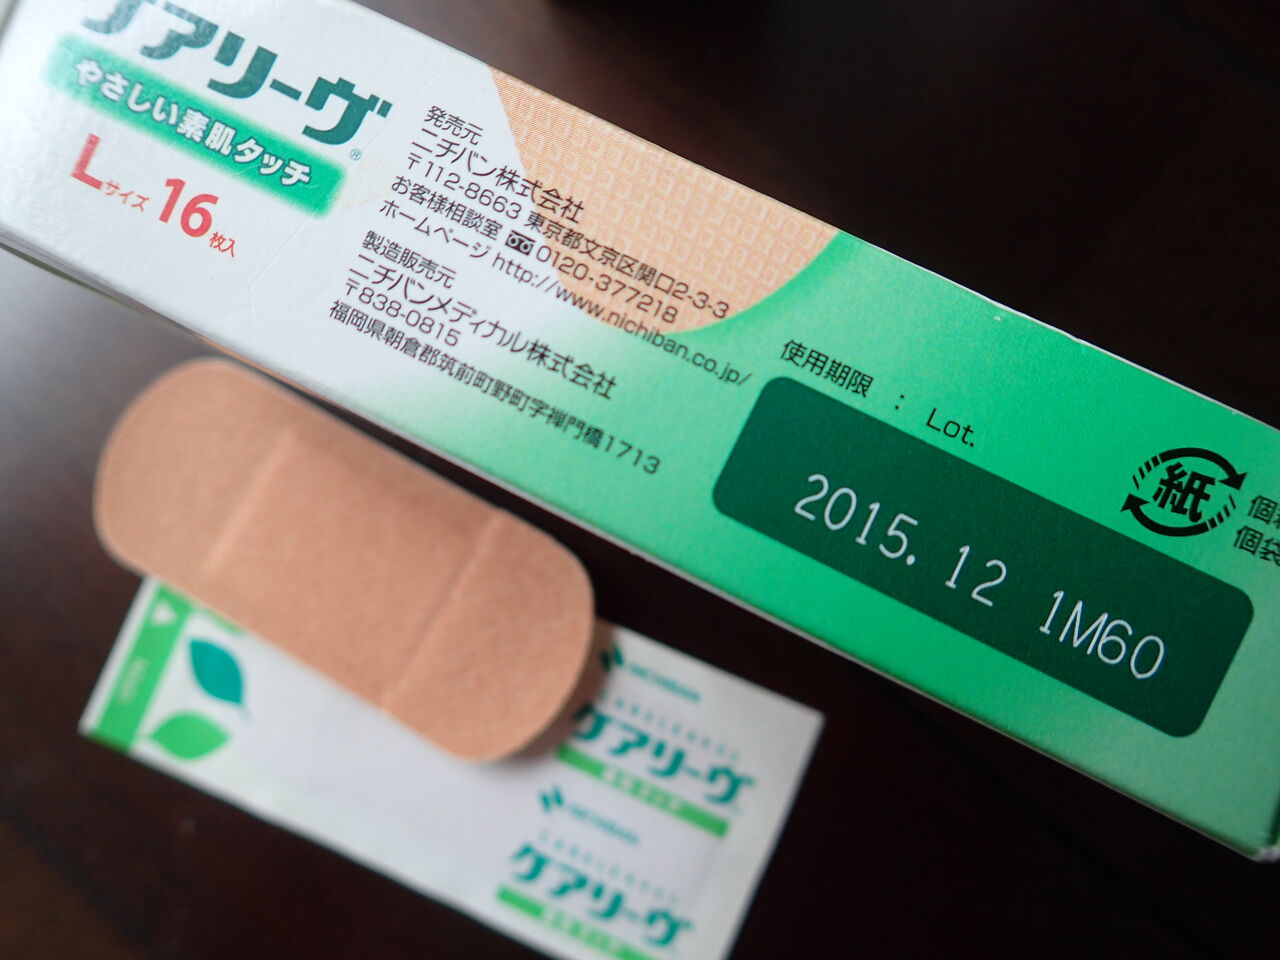 ケアリーヴ®
やさしい素肌タッチ
Lサイズ 16枚入
発売元
ニチバン株式会社
〒112-8663 東京都文京区関口2-3-3
お客様相談室 0120-377218
ホームページ http://www.nichiban.co.jp/
製造販売元
ニチバンメディカル株式会社
〒838-0815
福岡県朝倉郡筑前町野町字禅門橋1713
使用期限 : Lot.
2015. 12 1M60
紙
個
個袋
NICHIBAN
ケアリーヴ
NICHIBAN
ケアリーヴ